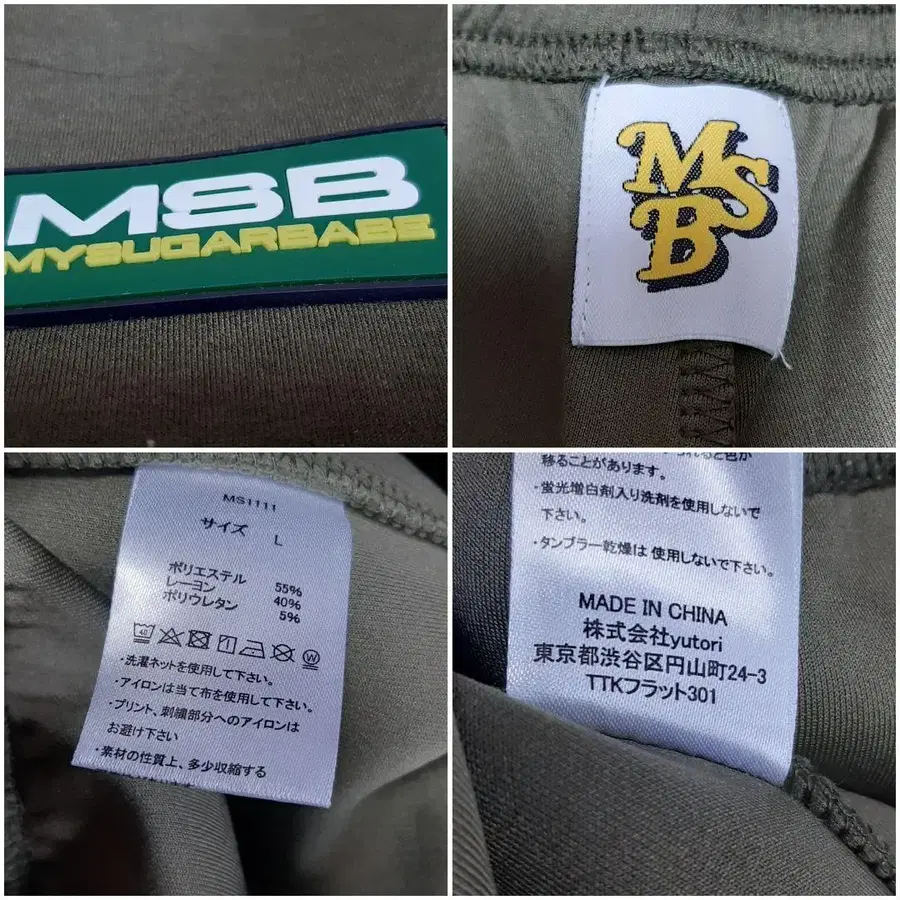 MSB
MYSUGARBABE
MSB
MS1111
サイズ L
ポリエステル 55%
レーヨン 40%
ポリウレタン 5%
・洗濯ネットを使用して下さい。
・アイロンは当て布を使用して下さい。
・プリント、刺繍部分へのアイロンは
お避け下さい
・素材の性質上、多少収縮する
移ることがあります。
・蛍光増白剤入り洗剤を使用しないで
下さい。
・タンブラー乾燥は 使用しないで下さい。
MADE IN CHINA
株式会社yutori
東京都渋谷区円山町24-3
TTKフラット301